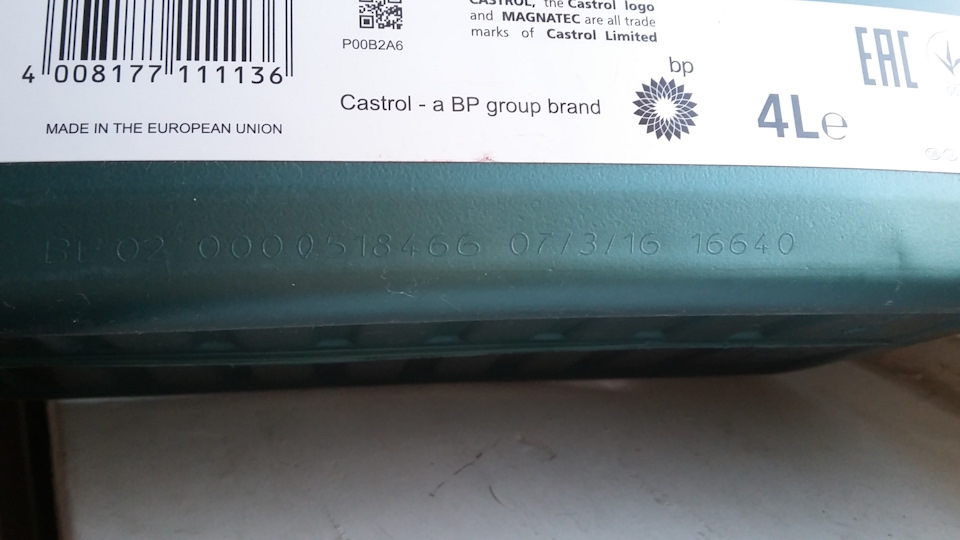 CASTROL, the Castrol logo
and MAGNATEC are all trade
marks of Castrol Limited
P00B2A6
4 008177 111136
bp
Castrol - a BP group brand
4Le
EAC
MADE IN THE EUROPEAN UNION
BP 02 0000518466 07/3/16 16640